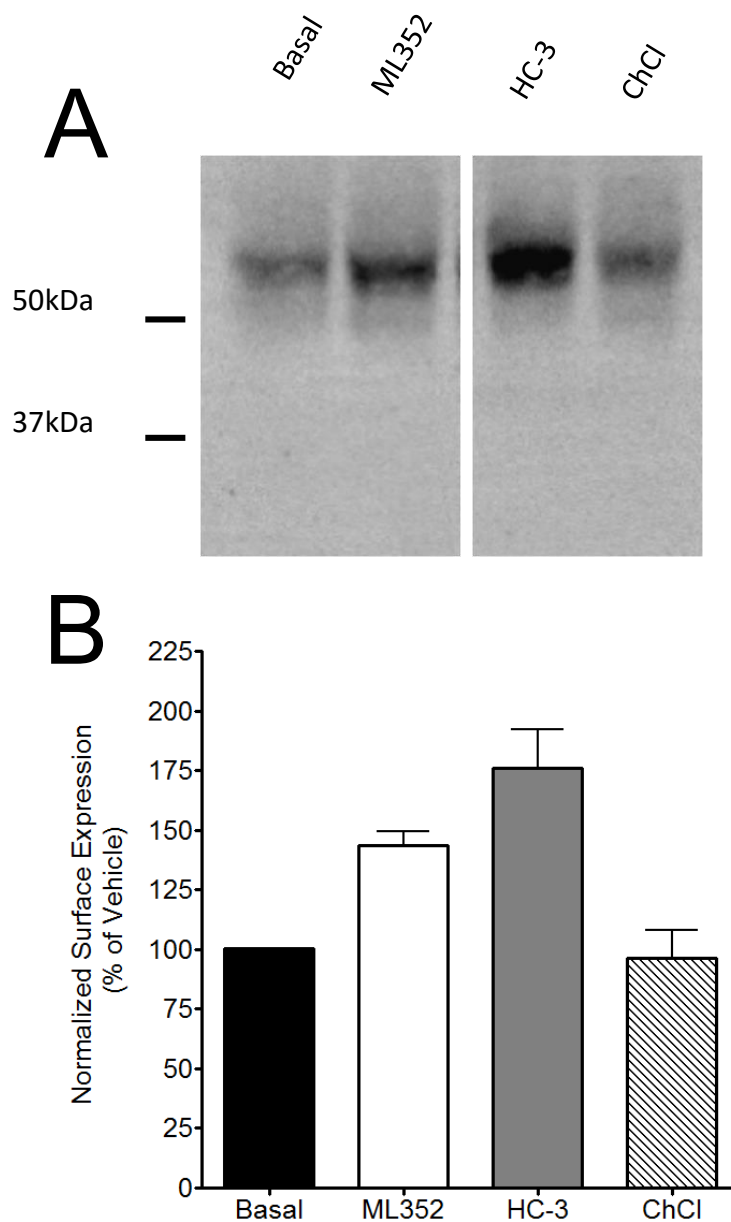 Basal
ML352
HC-3
ChCl
A
50kDa
37kDa
B
Normalized Surface Expression
(% of Vehicle)
225
200
175
150
125
100
75
50
25
0
Basal ML352 HC-3 ChCl